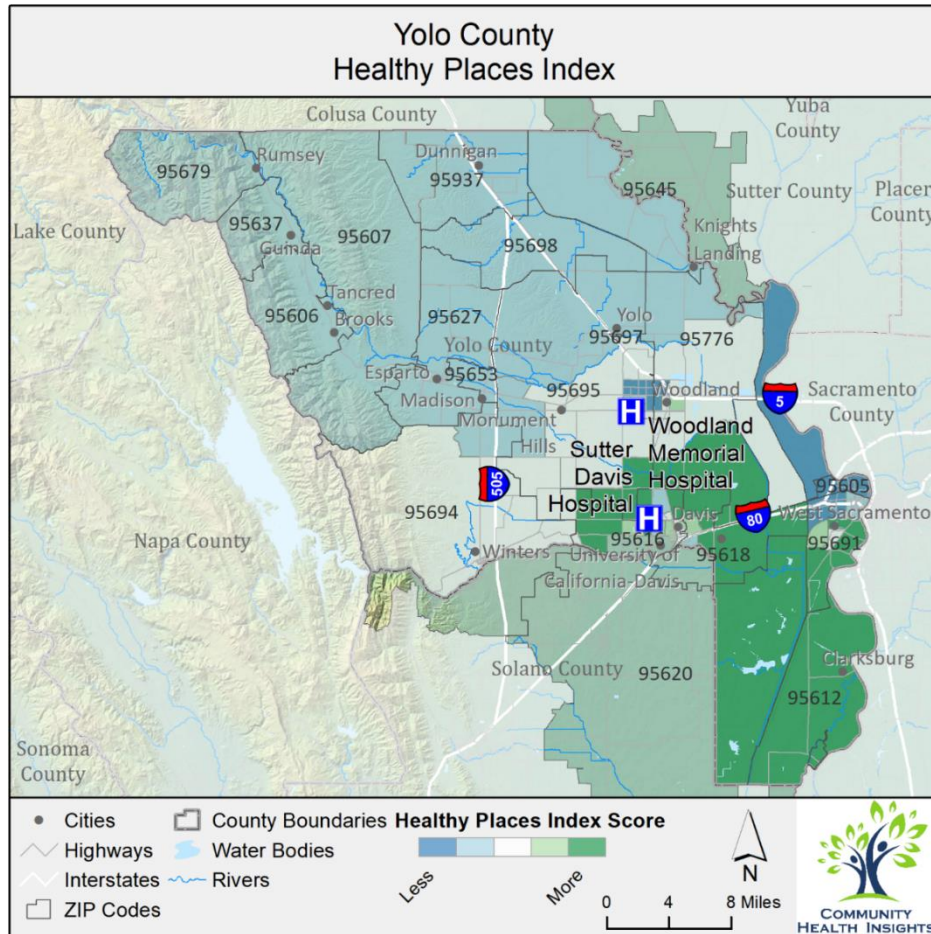 Yolo County
Healthy Places Index
Colusa County
Yuba
County
Rumsey
Dunnigan
95679
95937
95645
Sutter County
Placer
County
Lake County
95637
95607
Guinda
95698
Knights
Landing
Tancred
95606
Brooks
95627
Yolo
Yolo County
95697
95776
Esparto
95653
95695
Woodland
5
Sacramento
County
Madison
Monument
Hills
H
Woodland
Memorial
Hospital
Sutter
Davis
Hospital
505
95605
95694
H
80
West Sacramento
Davis
95616
95618
95691
Napa County
Winters
University of
California-Davis
Solano County
95620
Clarksburg
95612
Sonoma
County
Cities
County Boundaries
Healthy Places Index Score
Highways
Water Bodies
Interstates
Rivers
ZIP Codes
Less
More
N
0 4 8 Miles
COMMUNITY
HEALTH INSIGHTS